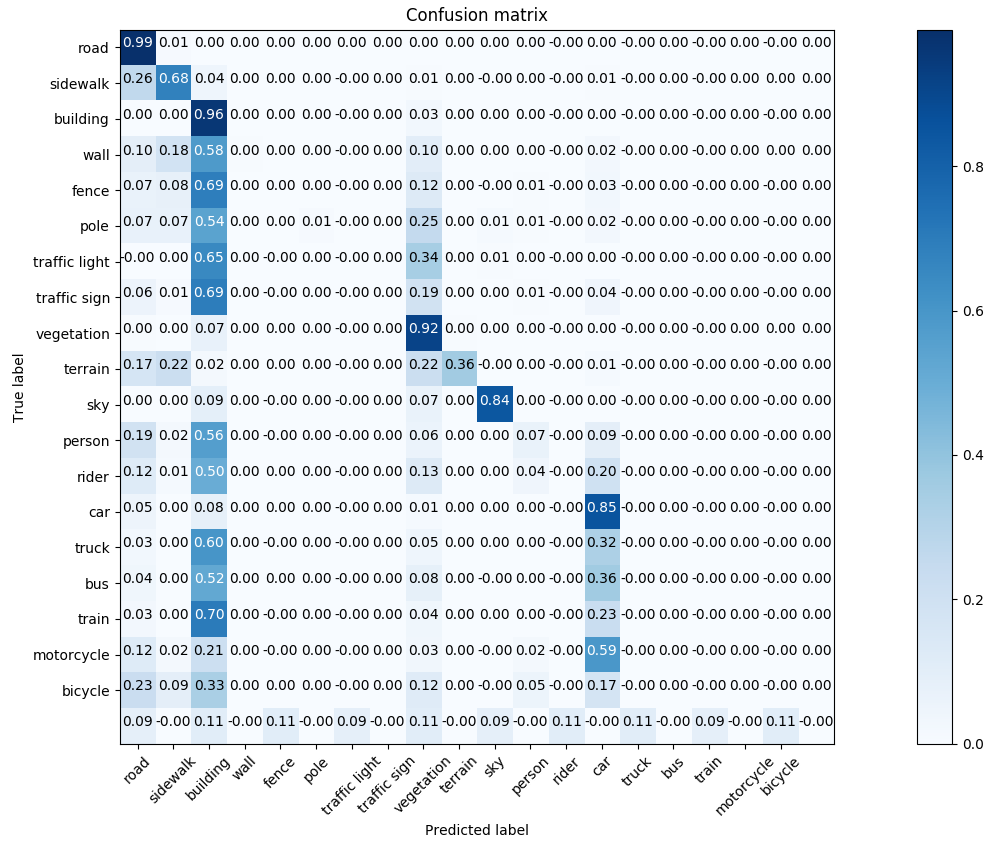 Confusion matrix
road 0.99 0.01 0.00 0.00 0.00 0.00 0.00 0.00 0.00 0.00 0.00 0.00 -0.00 0.00 -0.00 0.00 -0.00 0.00 -0.00 0.00
sidewalk 0.26 0.68 0.04 0.00 0.00 0.00 -0.00 0.00 0.01 0.00 -0.00 0.00 -0.00 0.01 -0.00 0.00 -0.00 0.00 -0.00 0.00
building 0.00 0.00 0.96 0.00 0.00 0.00 -0.00 0.00 0.03 0.00 0.00 0.00 -0.00 0.00 -0.00 0.00 -0.00 0.00 -0.00 0.00
wall 0.10 0.18 0.58 0.00 0.00 0.00 -0.00 0.00 0.10 0.00 0.00 0.00 -0.00 0.02 -0.00 0.00 -0.00 0.00 -0.00 0.00
fence 0.07 0.08 0.69 0.00 0.00 0.00 -0.00 0.00 0.12 0.00 -0.00 0.01 -0.00 0.03 -0.00 0.00 -0.00 0.00 -0.00 0.00
pole 0.07 0.07 0.54 0.00 0.00 0.01 -0.00 0.00 0.25 0.00 0.01 0.01 -0.00 0.02 -0.00 0.00 -0.00 0.00 -0.00 0.00
traffic light -0.00 0.00 0.65 0.00 -0.00 0.00 -0.00 0.00 0.34 0.00 0.01 0.00 -0.00 0.00 -0.00 0.00 -0.00 0.00 -0.00 0.00
traffic sign 0.06 0.01 0.69 0.00 -0.00 0.00 -0.00 0.00 0.19 0.00 0.00 0.01 -0.00 0.04 -0.00 0.00 -0.00 0.00 -0.00 0.00
vegetation 0.00 0.00 0.07 0.00 0.00 0.00 -0.00 0.00 0.92 0.00 0.00 0.00 -0.00 0.00 -0.00 0.00 -0.00 0.00 -0.00 0.00
terrain 0.17 0.22 0.02 0.00 0.00 0.00 -0.00 0.00 0.22 0.36 -0.00 0.00 -0.00 0.01 -0.00 0.00 -0.00 0.00 -0.00 0.00
sky 0.00 0.00 0.09 0.00 -0.00 0.00 -0.00 0.00 0.07 0.00 0.84 0.00 -0.00 0.00 -0.00 0.00 -0.00 0.00 -0.00 0.00
person 0.19 0.02 0.56 0.00 -0.00 0.00 -0.00 0.00 0.06 0.00 0.00 0.07 -0.00 0.09 -0.00 0.00 -0.00 0.00 -0.00 0.00
rider 0.12 0.01 0.50 0.00 0.00 0.00 -0.00 0.00 0.13 0.00 0.00 0.04 -0.00 0.20 -0.00 0.00 -0.00 0.00 -0.00 0.00
car 0.05 0.00 0.08 0.00 0.00 0.00 -0.00 0.00 0.01 0.00 -0.00 0.00 -0.00 0.85 -0.00 0.00 -0.00 0.00 -0.00 0.00
truck 0.03 0.00 0.60 0.00 -0.00 0.00 -0.00 0.00 0.05 0.00 0.00 0.00 -0.00 0.32 -0.00 0.00 -0.00 0.00 -0.00 0.00
bus 0.04 0.00 0.52 0.00 -0.00 0.00 -0.00 0.00 0.08 0.00 -0.00 0.00 -0.00 0.36 -0.00 0.00 -0.00 0.00 -0.00 0.00
train 0.03 0.00 0.70 0.00 -0.00 0.00 -0.00 0.00 0.04 0.00 -0.00 0.00 -0.00 0.23 -0.00 0.00 -0.00 0.00 -0.00 0.00
motorcycle 0.12 0.02 0.21 0.00 -0.00 0.00 -0.00 0.00 0.03 0.00 -0.00 0.02 -0.00 0.59 -0.00 0.00 -0.00 0.00 -0.00 0.00
bicycle 0.23 0.09 0.33 0.00 0.00 0.00 -0.00 0.00 0.12 0.00 -0.00 0.05 -0.00 0.17 -0.00 0.00 -0.00 0.00 -0.00 0.00
0.09 -0.00 0.11 -0.00 0.11 -0.00 0.09 -0.00 0.11 -0.00 0.09 -0.00 0.11 -0.00 0.11 -0.00 0.09 -0.00 0.11 -0.00
True label
road sidewalk building wall fence pole traffic light traffic sign vegetation terrain sky person rider car truck bus train motorcycle bicycle
Predicted label
0.8
0.6
0.4
0.2
0.0